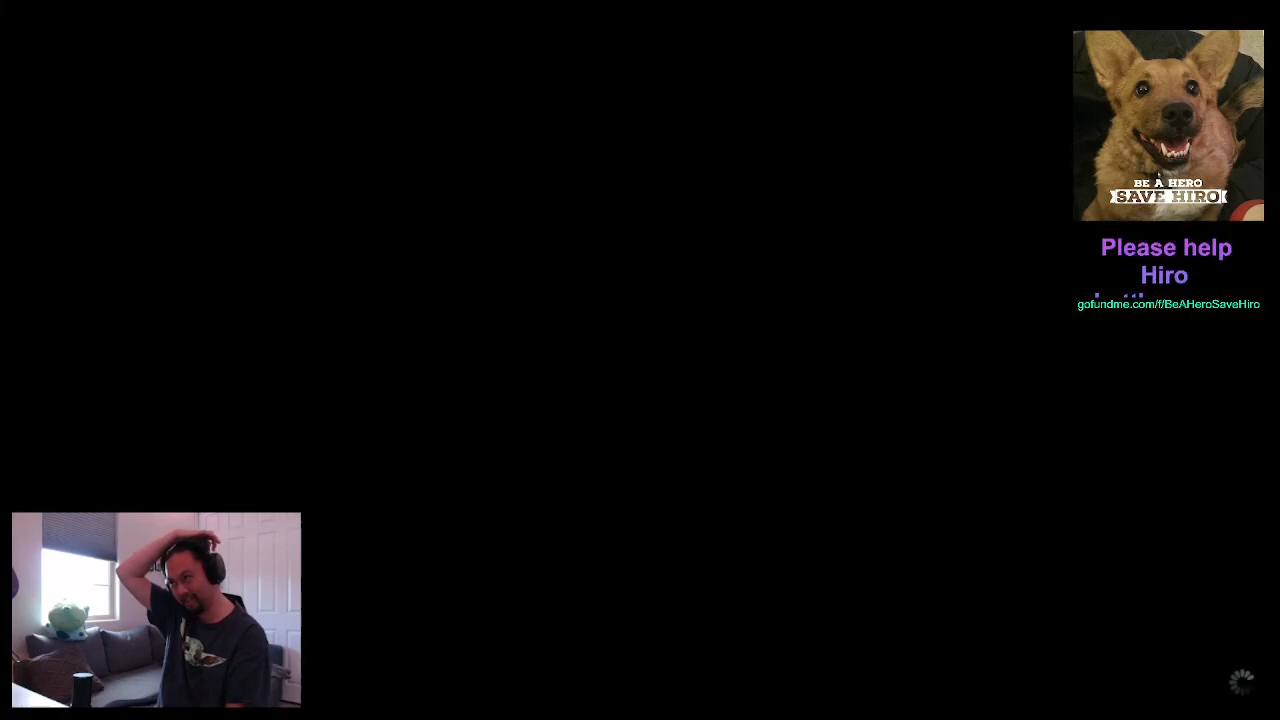 BE A HERO
SAVE HIRO
Please help
Hiro
gofundme.com/f/BeAHeroSaveHiro